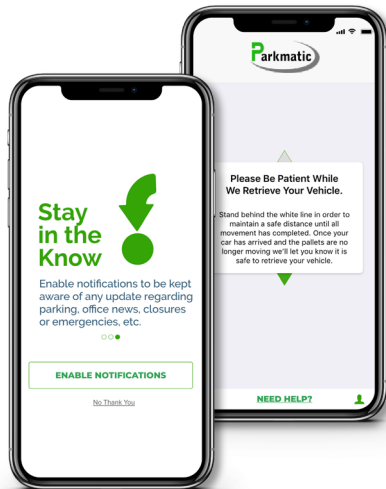 Stay
in the
Know
Enable notifications to be kept
aware of any update regarding
parking, office news, closures
or emergencies, etc.
ENABLE NOTIFICATIONS
No Thank You
Parkmatic
Please Be Patient While
We Retrieve Your Vehicle.
Stand behind the white line in order to
maintain a safe distance until all
movement has completed. Once your
car has arrived and the pallets are no
longer moving we'll let you know it is
safe to retrieve your vehicle.
NEED HELP?